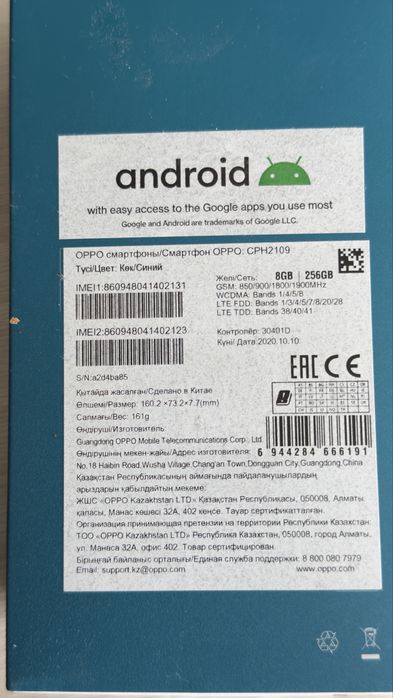 android
with easy access to the Google apps you use most
Google and Android are trademarks of Google LLC.
OPPO смартфоны/Смартфон OPPO: CPH2109
Түсі/Цвет: Көк/Синий
Желі/Сеть: 8GB | 256GB
GSM: 850/900/1800/1900MHz
WCDMA: Bands 1/4/5/8
LTE FDD: Bands 1/3/4/5/7/8/20/28
LTE TDD: Bands 38/40/41
IMEI1:860948041402131
IMEI2:860948041402123
Контролёр: 30401D
Күні/Дата:2020.10.10
S/N:a2d4ba85
EAC CE
Қытайда жасалған/Сделано в Китае
Өлшемі/Размер: 160.2 ×73.2×7.7(mm)
Салмағы/Вес: 161g
Өндіруші/Изготовитель:
Guangdong OPPO Mobile Telecommunications Corp., Ltd.
Өндірушінің мекен-жайы/Адрес изготовителя:
6 944284 666191
No.18 Haibin Road,Wusha Village,Chang'an Town,Dongguan City,Guangdong,China
Қазақстан Республикасының аймағында пайдаланушылардың
арыздарын қабылдайтын мекеме:
ЖШС «OPPO Kazakhstan LTD» Қазақстан Республикасы, 050008, Алматы
қаласы, Манас көшесі 32А, 402 кеңсе. Тауар сертификатталған.
Организация принимающая претензии на территории Республики Казахстан:
ТОО «OPPO Kazakhstan LTD» Республика Казахстан, 050008, город Алматы,
ул. Манаса 32А, офис 402. Товар сертифицирован.
Бірыңғай байланыс орталығы/Единая служба поддержки: 8 800 080 7979
Email: support.kz@oppo.com www.oppo.com